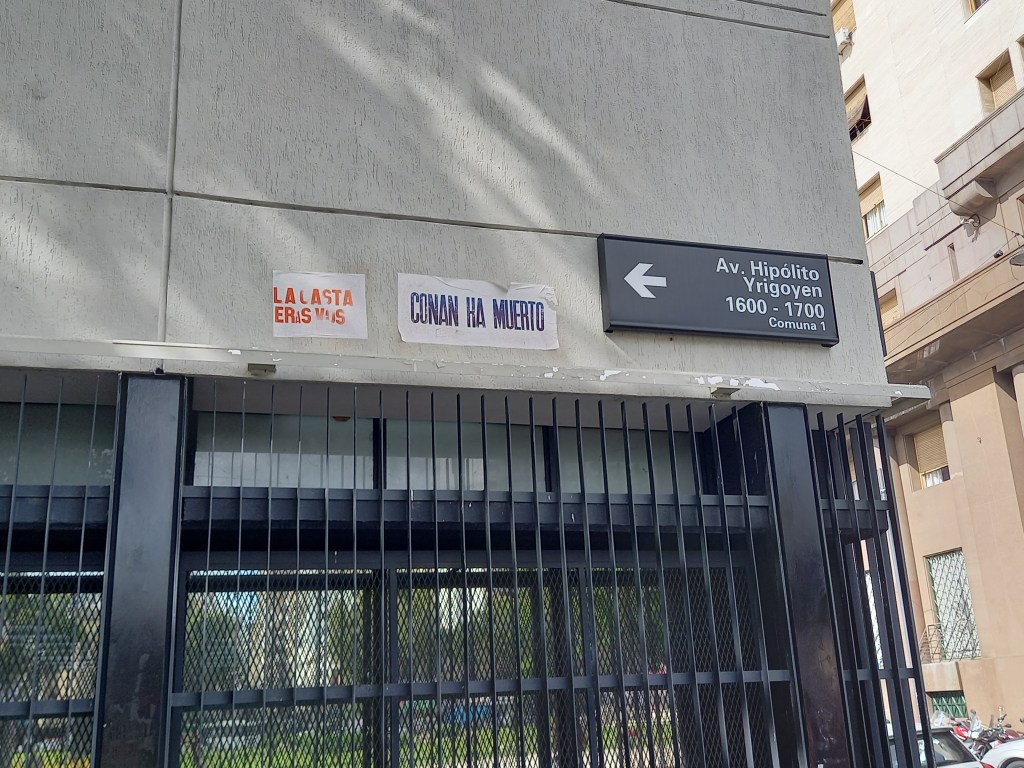 LA CASTA
ERAS VOS
CONAN HA MUERTO
Av. Hipólito
Yrigoyen
1600 - 1700
Comuna 1